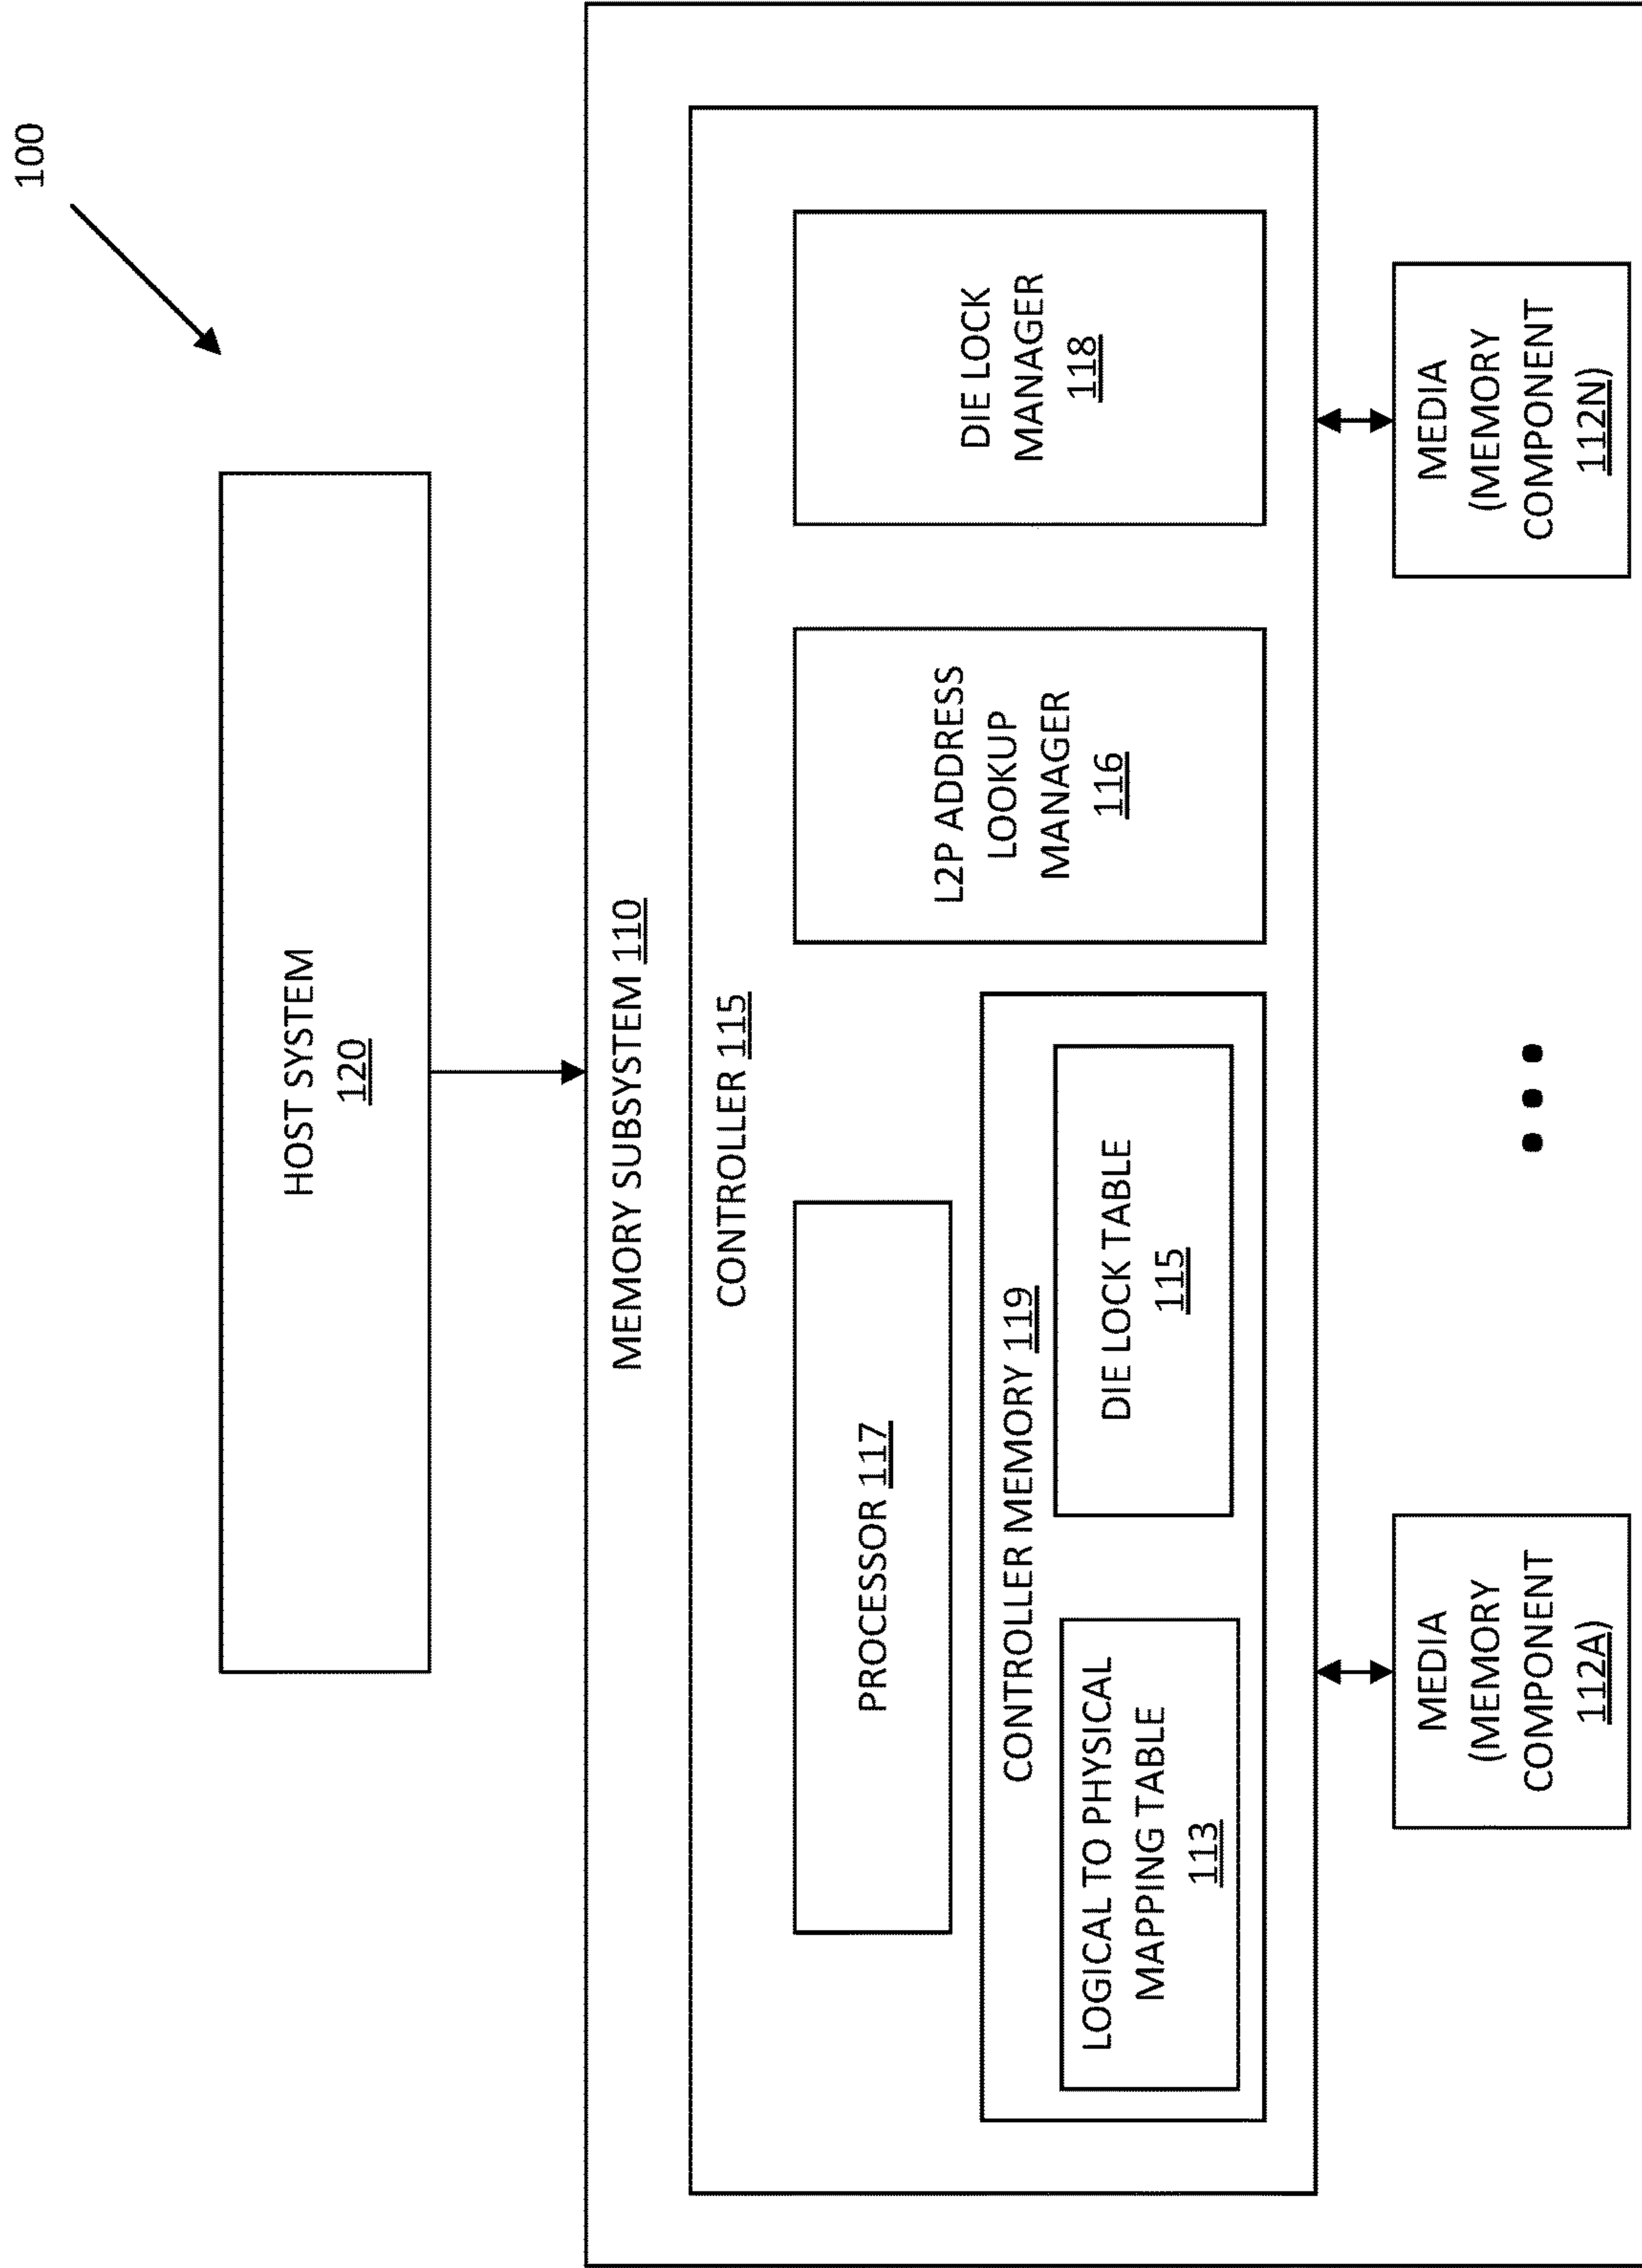 100
HOST SYSTEM
120
MEMORY SUBSYSTEM 110
CONTROLLER 115
PROCESSOR 117
CONTROLLER MEMORY 119
LOGICAL TO PHYSICAL
MAPPING TABLE
113
DIE LOCK TABLE
115
L2P ADDRESS
LOOKUP
MANAGER
116
DIE LOCK
MANAGER
118
MEDIA
(MEMORY
COMPONENT
112A)
MEDIA
(MEMORY
COMPONENT
112N)